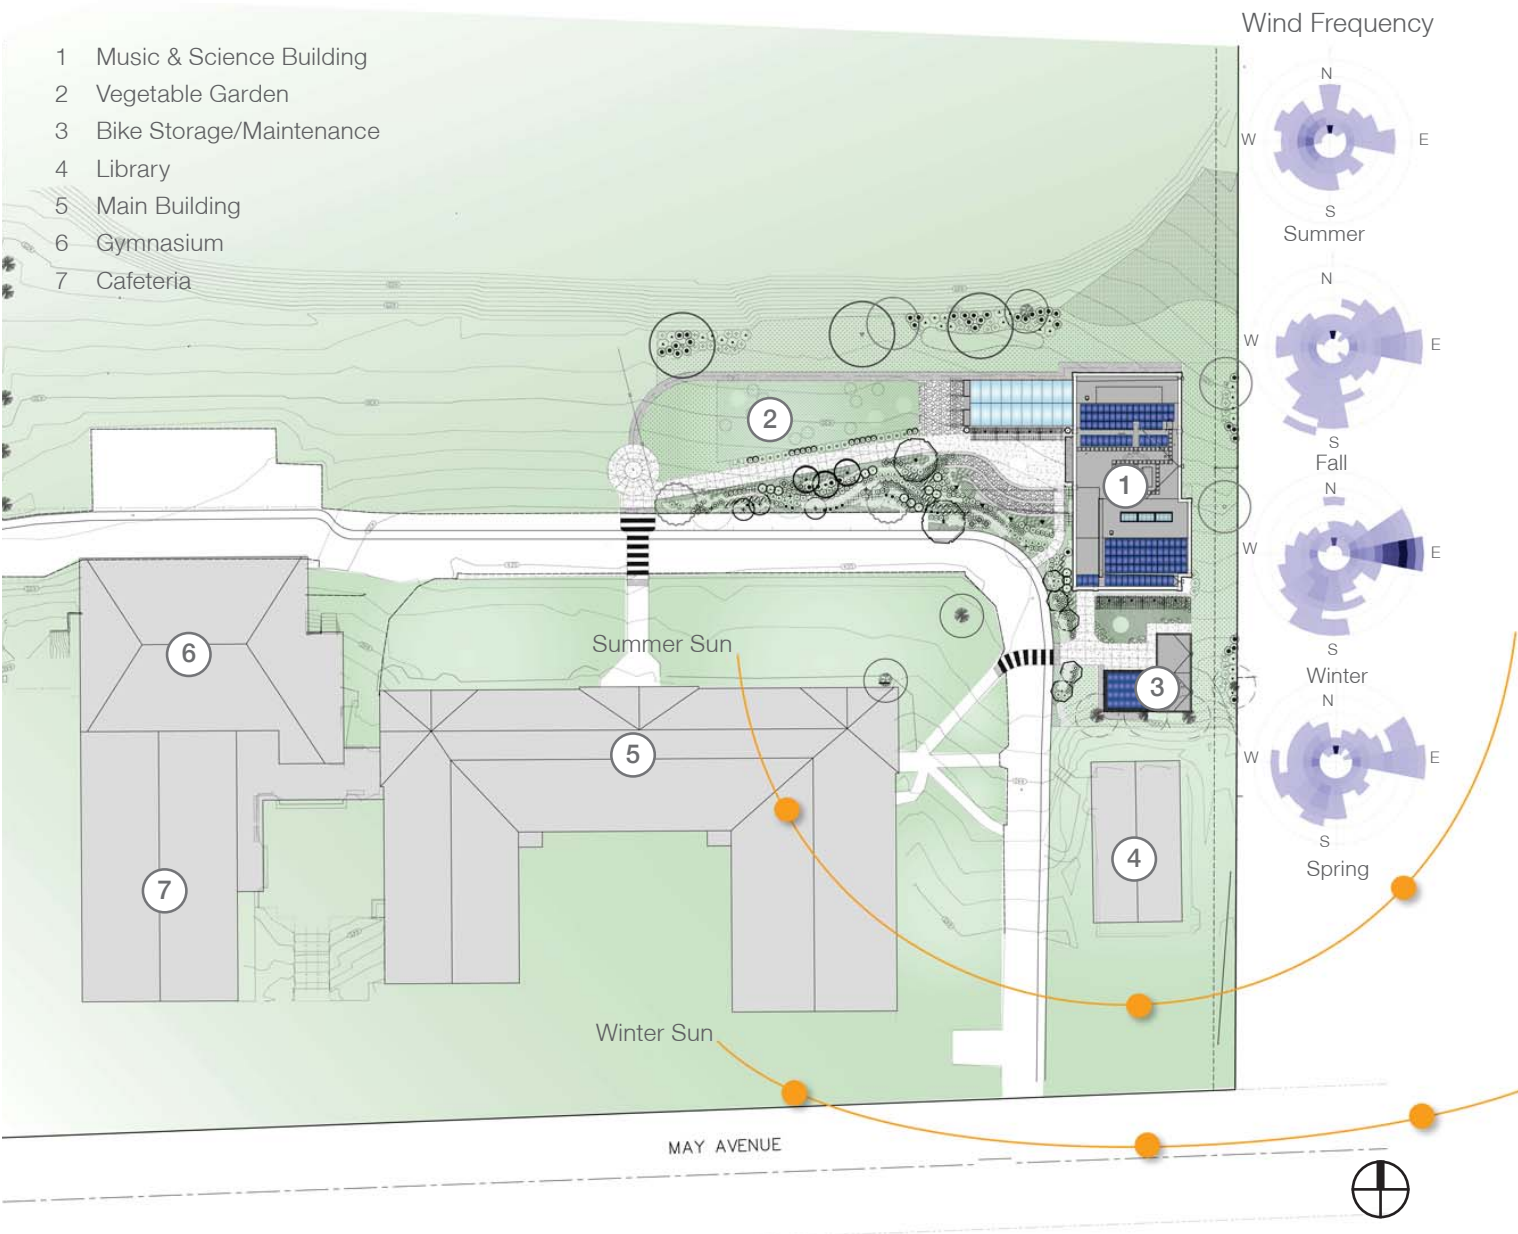 Wind Frequency
1 Music & Science Building
2 Vegetable Garden
3 Bike Storage/Maintenance
4 Library
5 Main Building
6 Gymnasium
7 Cafeteria
N
W
E
S
Summer
N
W
E
S
Fall
N
W
E
S
Winter
N
W
E
S
Spring
2
1
Summer Sun
6
3
5
4
7
Winter Sun
MAY AVENUE